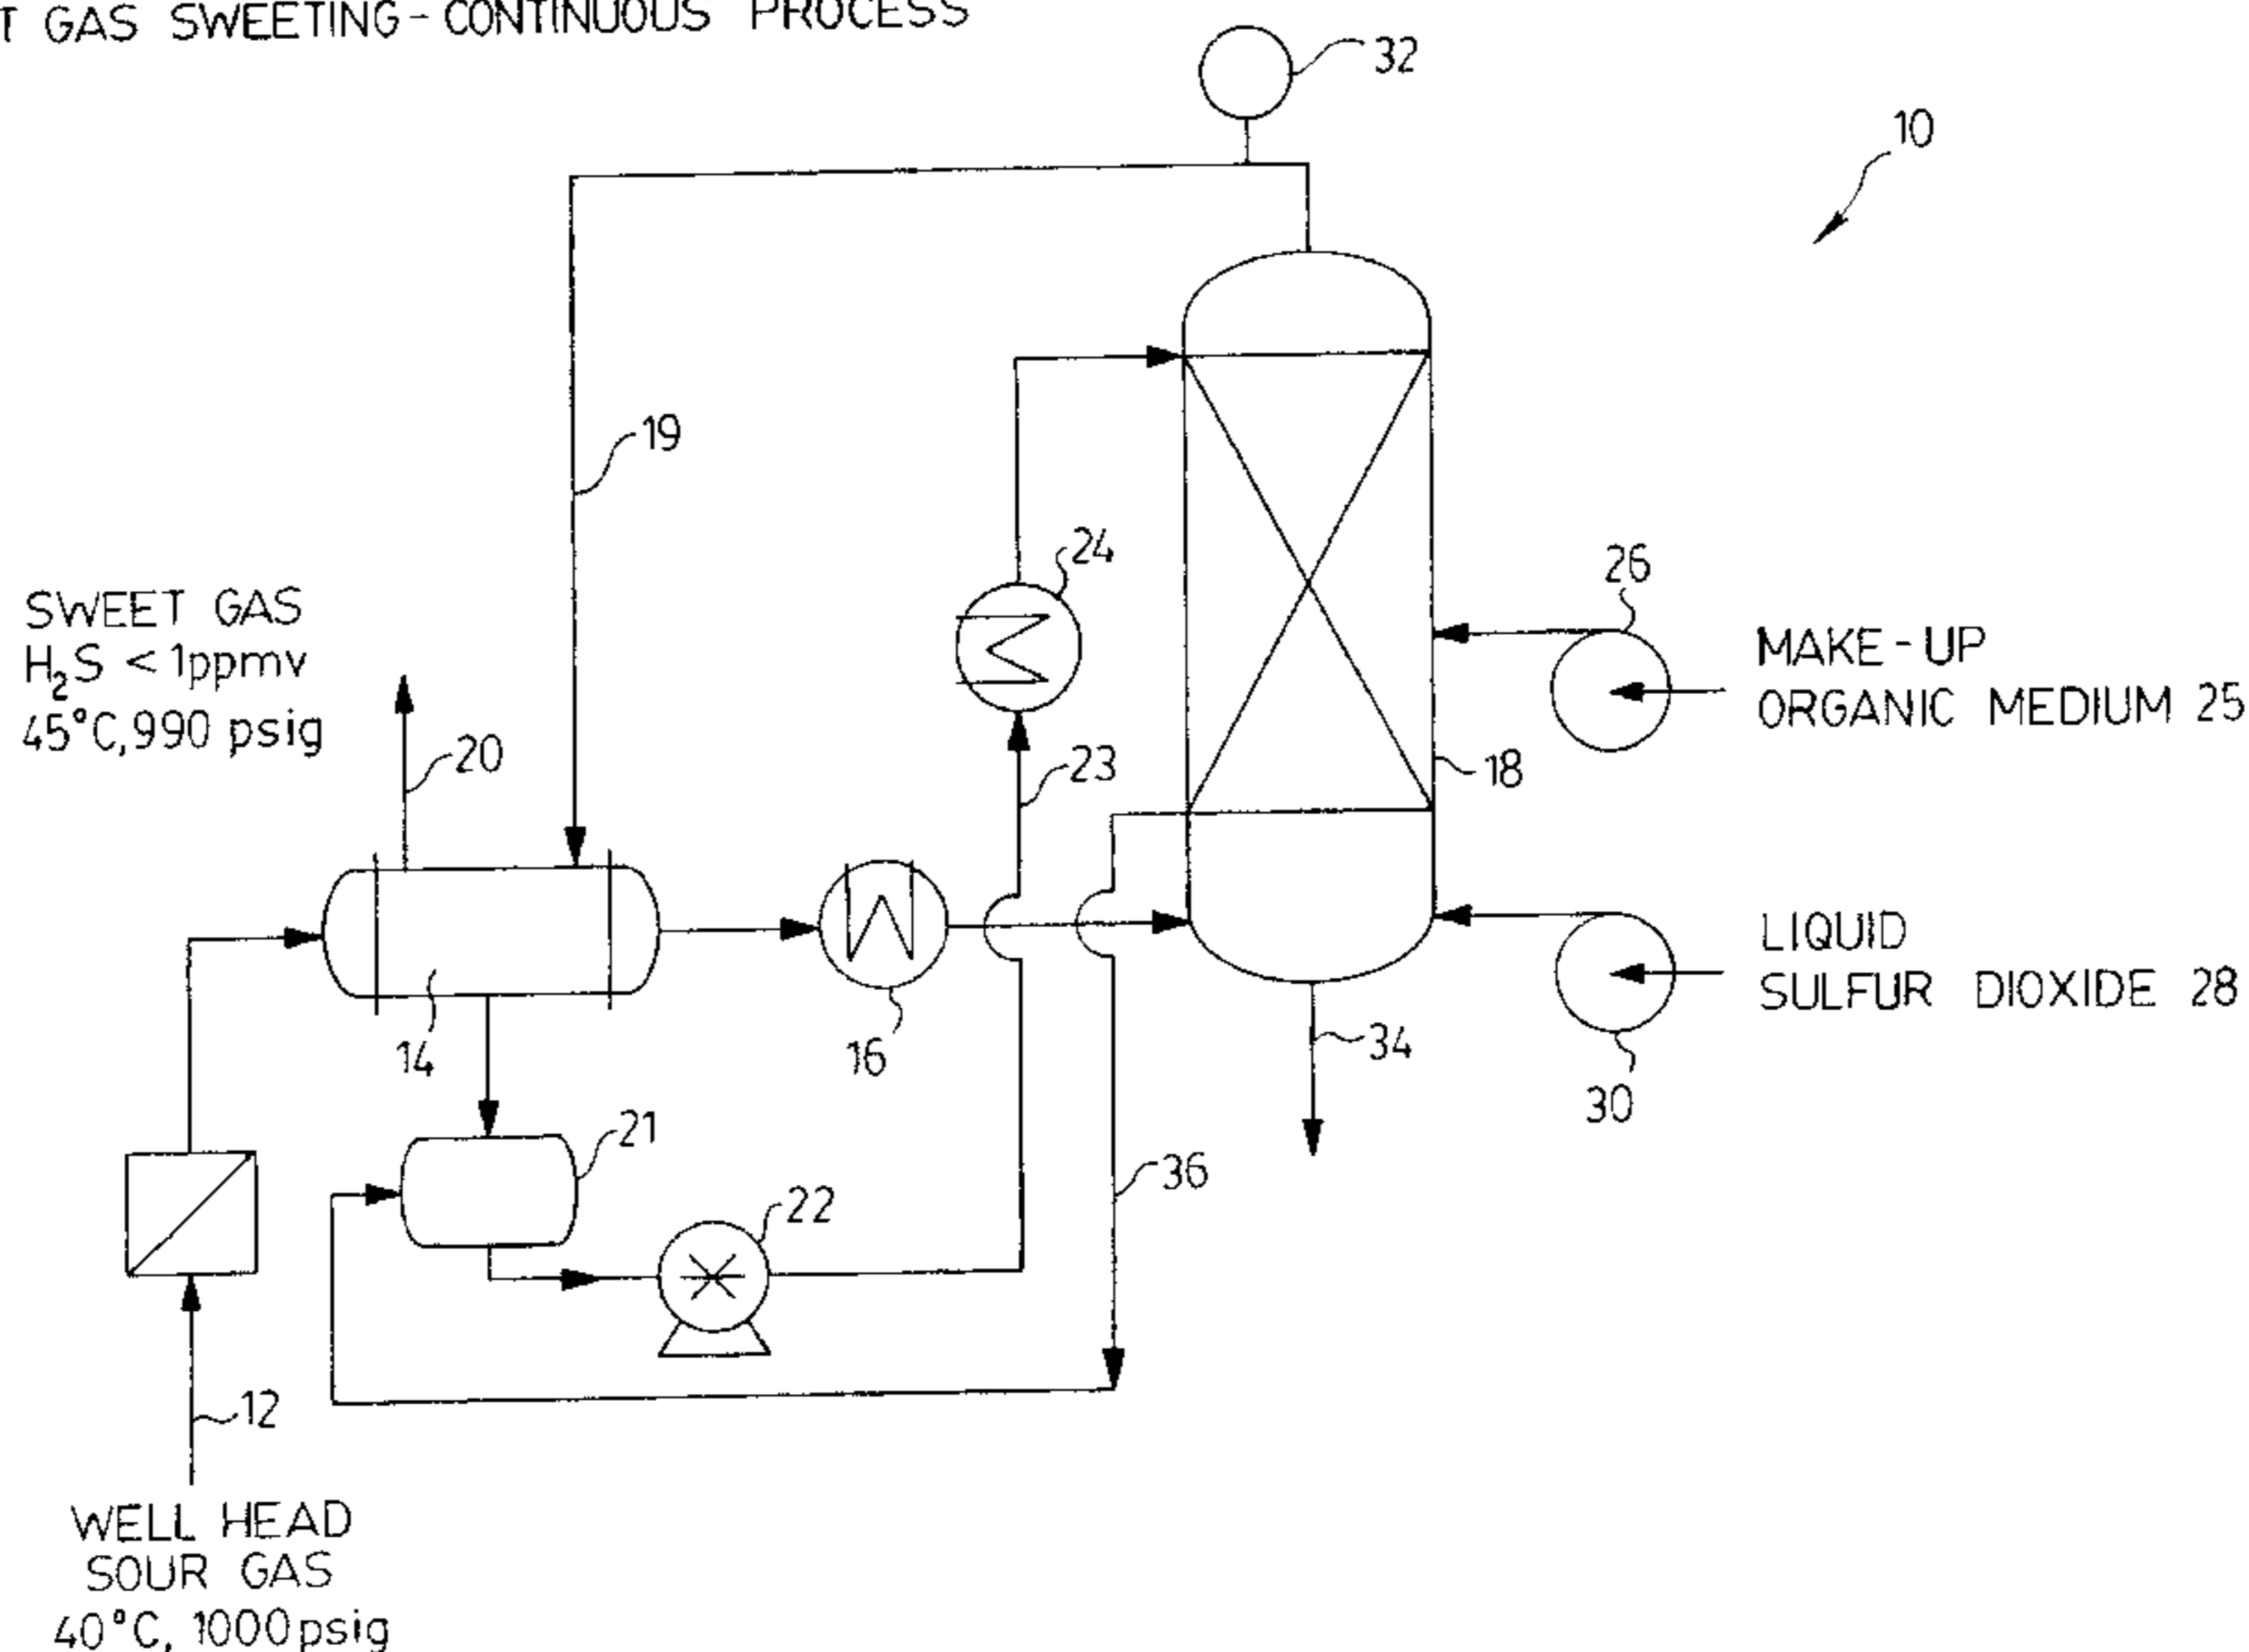 T GAS SWEETING-CONTINUOUS PROCESS
32
10
19
24
26
SWEET GAS
H₂S <1ppmv
45°C, 990 psig
MAKE-UP
ORGANIC MEDIUM 25
20
23
18
LIQUID
SULFUR DIOXIDE 28
14
16
34
30
21
36
22
12
WELL HEAD
SOUR GAS
40°C, 1000psig